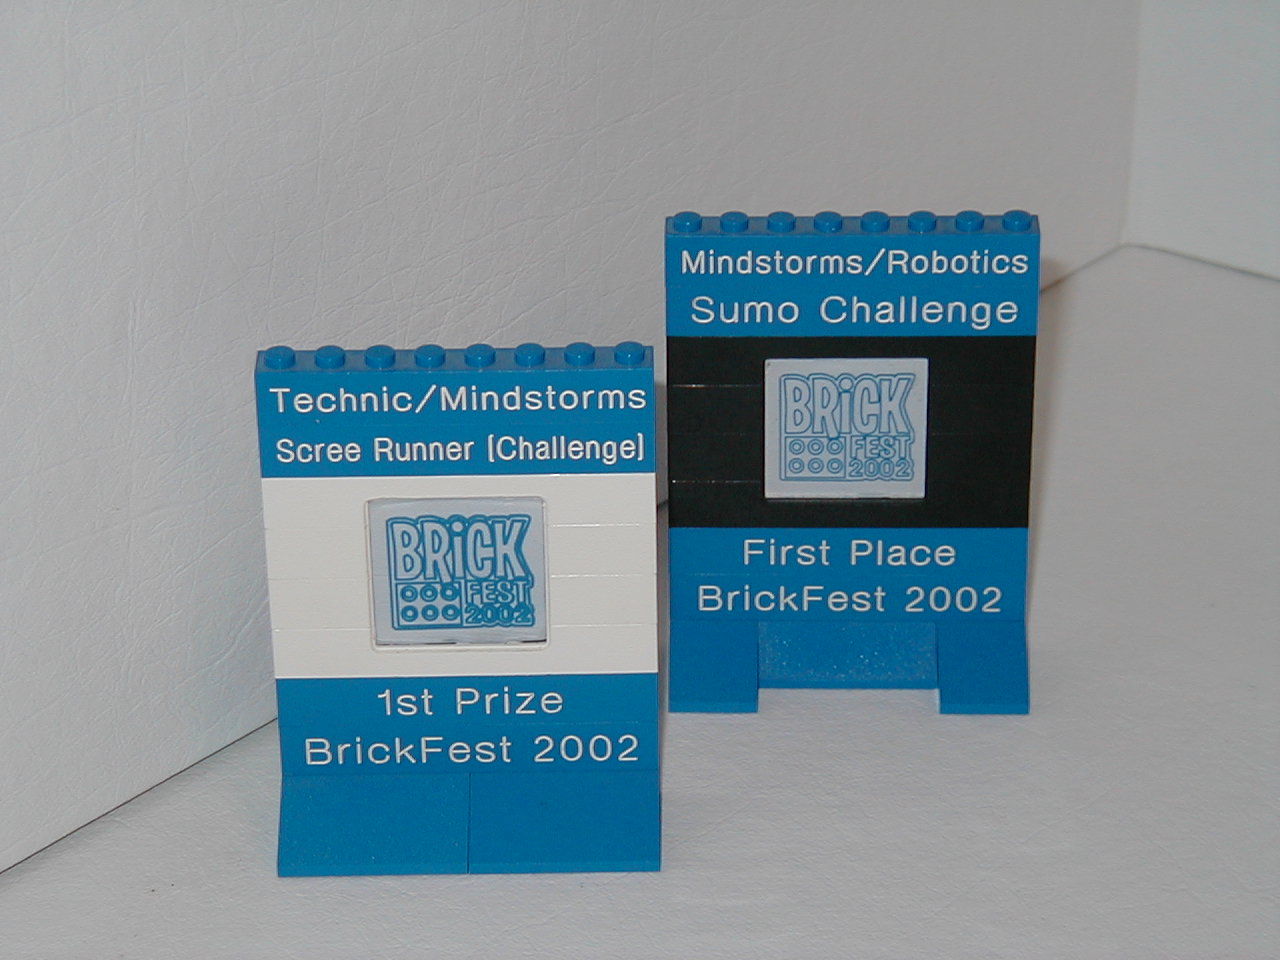 Technic/Mindstorms
Scree Runner (Challenge)
BRiCK
FEST
2002
1st Prize
BrickFest 2002
Mindstorms/Robotics
Sumo Challenge
BRiCK
FEST
2002
First Place
BrickFest 2002